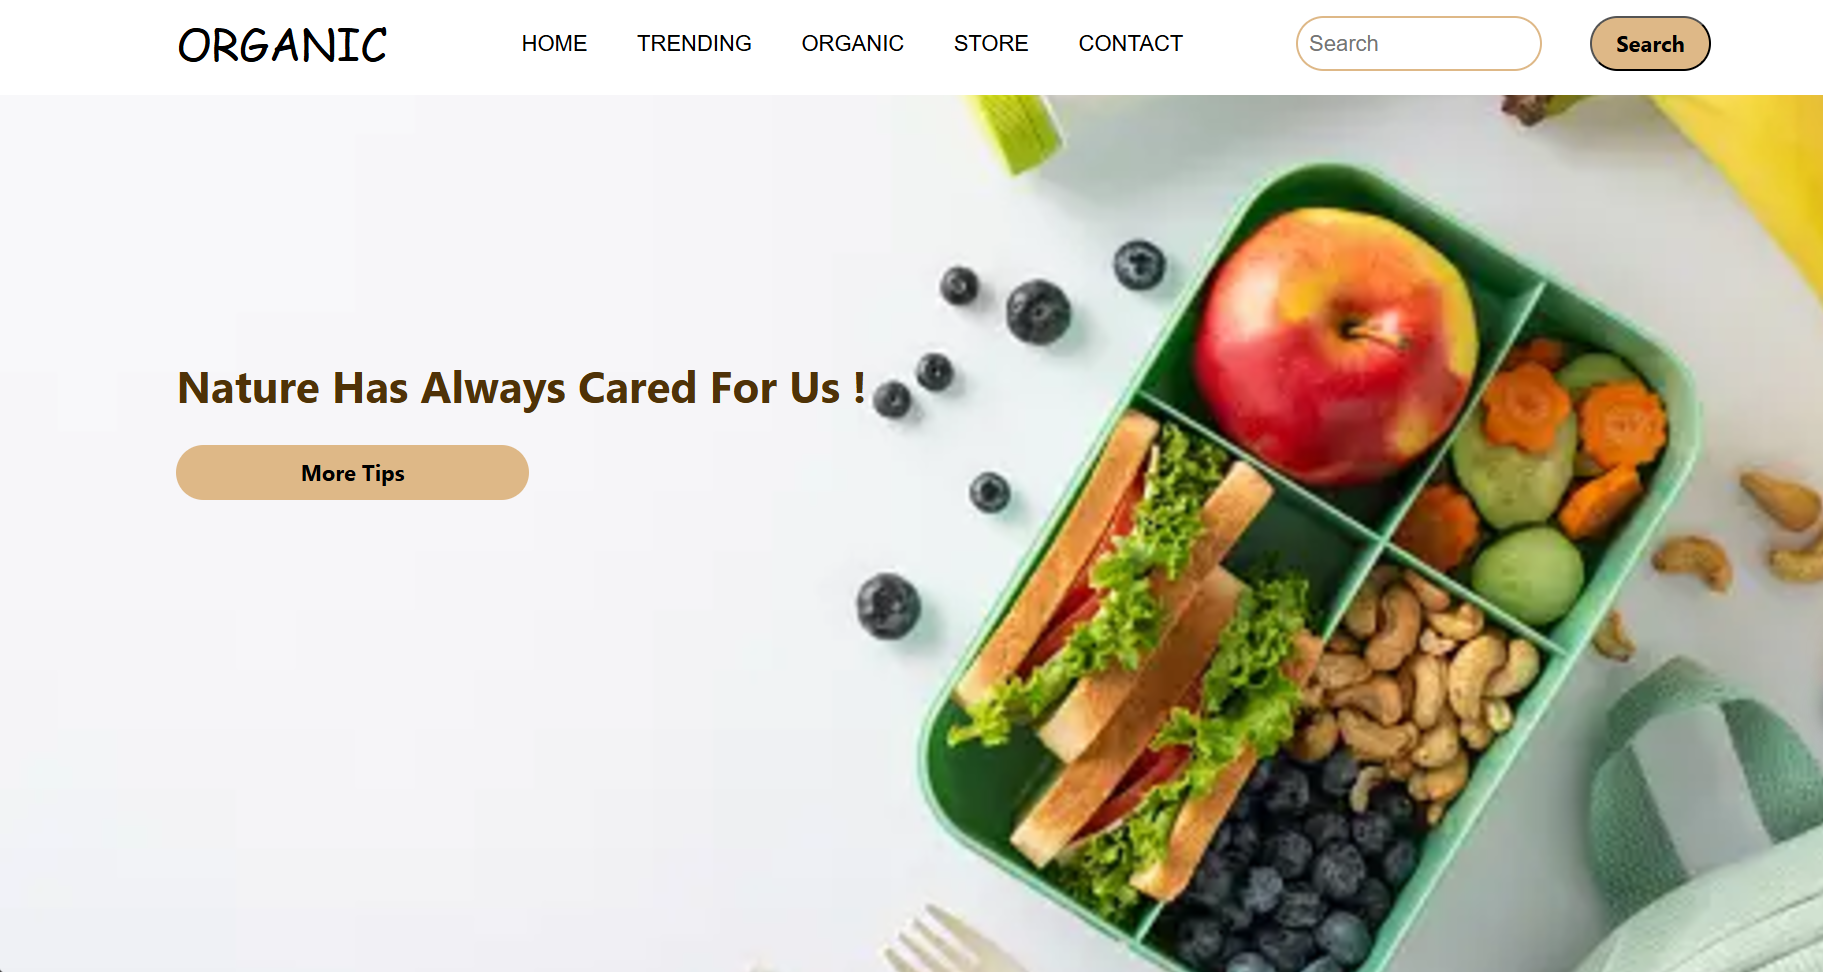 ORGANIC HOME TRENDING ORGANIC STORE CONTACT Search Search
Nature Has Always Cared For Us !
More Tips